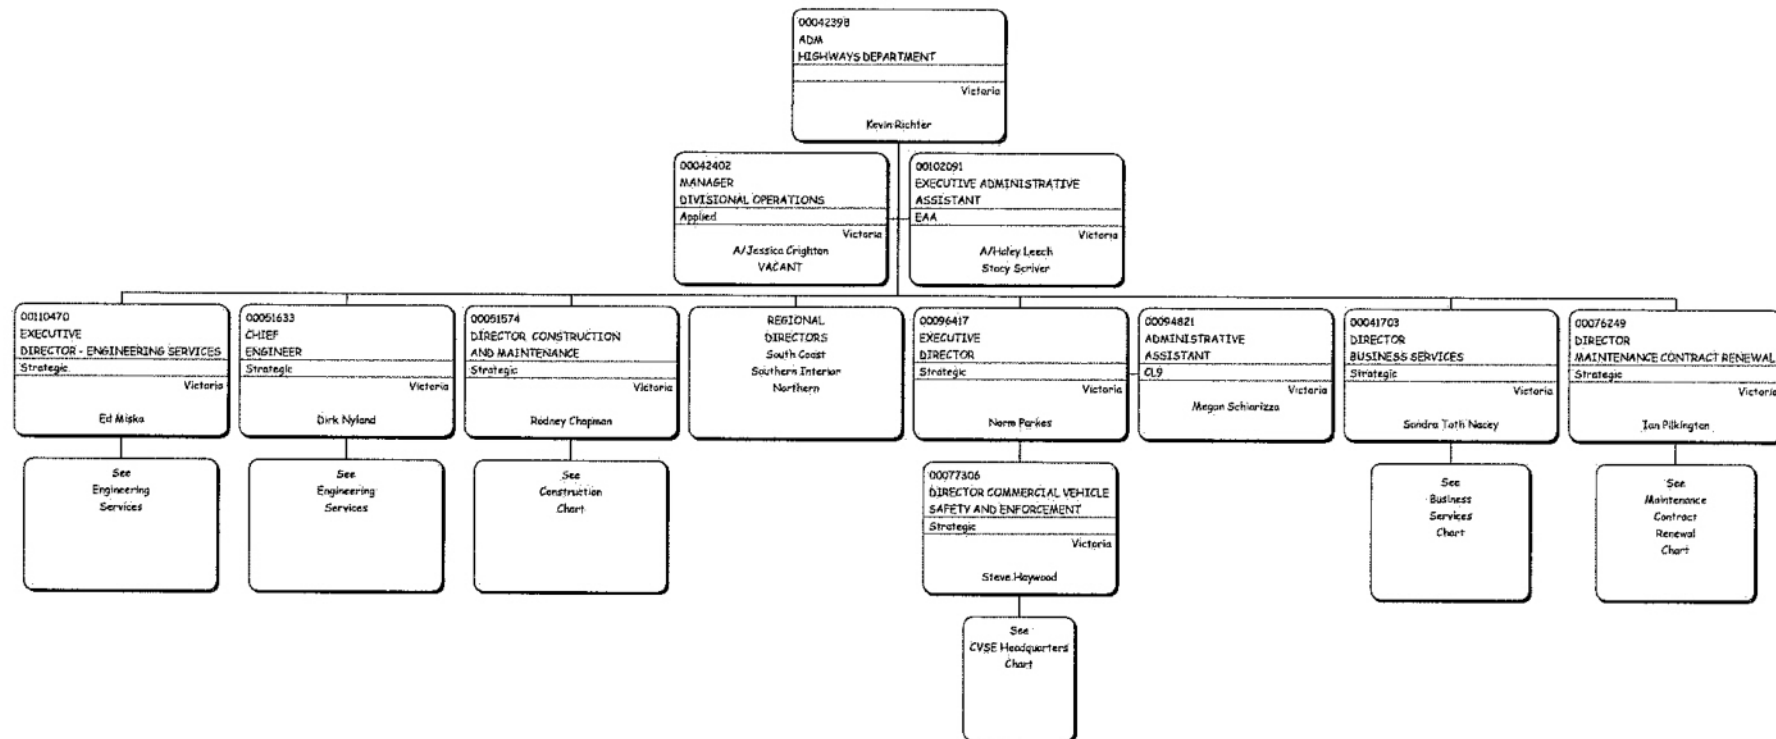 00042398
ADM
HIGHWAYS DEPARTMENT
Victoria
Kevin Richter
00042402
MANAGER
DIVISIONAL OPERATIONS
Applied
Victoria
A/Jessica Crighton
VACANT
00102091
EXECUTIVE ADMINISTRATIVE
ASSISTANT
EAA
Victoria
A/Haley Leech
Stacy Scriver
00110470
EXECUTIVE
DIRECTOR - ENGINEERING SERVICES
Strategic
Victoria
Ed Miska
00051633
CHIEF
ENGINEER
Strategic
Victoria
Dirk Nyland
00051574
DIRECTOR CONSTRUCTION
AND MAINTENANCE
Strategic
Victoria
Rodney Chapman
REGIONAL
DIRECTORS
South Coast
Southern Interior
Northern
00096417
EXECUTIVE
DIRECTOR
Strategic
Victoria
Norm Parkes
00094821
ADMINISTRATIVE
ASSISTANT
CL9
Victoria
Megan Schiarizza
00041703
DIRECTOR
BUSINESS SERVICES
Strategic
Victoria
Sandra Toth Nacey
00076249
DIRECTOR
MAINTENANCE CONTRACT RENEWAL
Strategic
Victoria
Ian Pilkington
See
Engineering
Services
See
Engineering
Services
See
Construction
Chart
00077306
DIRECTOR COMMERCIAL VEHICLE
SAFETY AND ENFORCEMENT
Strategic
Victoria
Steve Haywood
See
Business
Services
Chart
See
Maintenance
Contract
Renewal
Chart
See
CVSE Headquarters
Chart